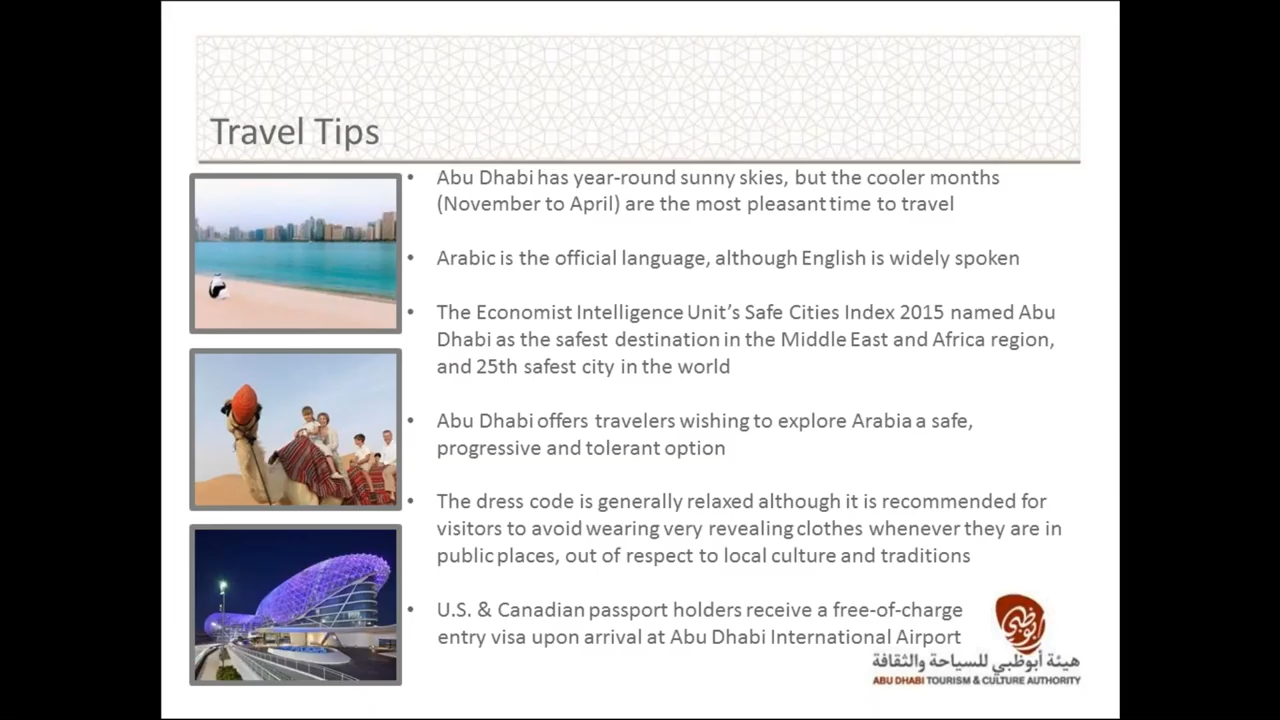 Travel Tips
• Abu Dhabi has year-round sunny skies, but the cooler months
(November to April) are the most pleasant time to travel
• Arabic is the official language, although English is widely spoken
• The Economist Intelligence Unit’s Safe Cities Index 2015 named Abu
Dhabi as the safest destination in the Middle East and Africa region,
and 25th safest city in the world
• Abu Dhabi offers travelers wishing to explore Arabia a safe,
progressive and tolerant option
• The dress code is generally relaxed although it is recommended for
visitors to avoid wearing very revealing clothes whenever they are in
public places, out of respect to local culture and traditions
• U.S. & Canadian passport holders receive a free-of-charge
entry visa upon arrival at Abu Dhabi International Airport
أبوظبي
هيئة أبوظبي للسياحة والثقافة
ABU DHABI TOURISM & CULTURE AUTHORITY